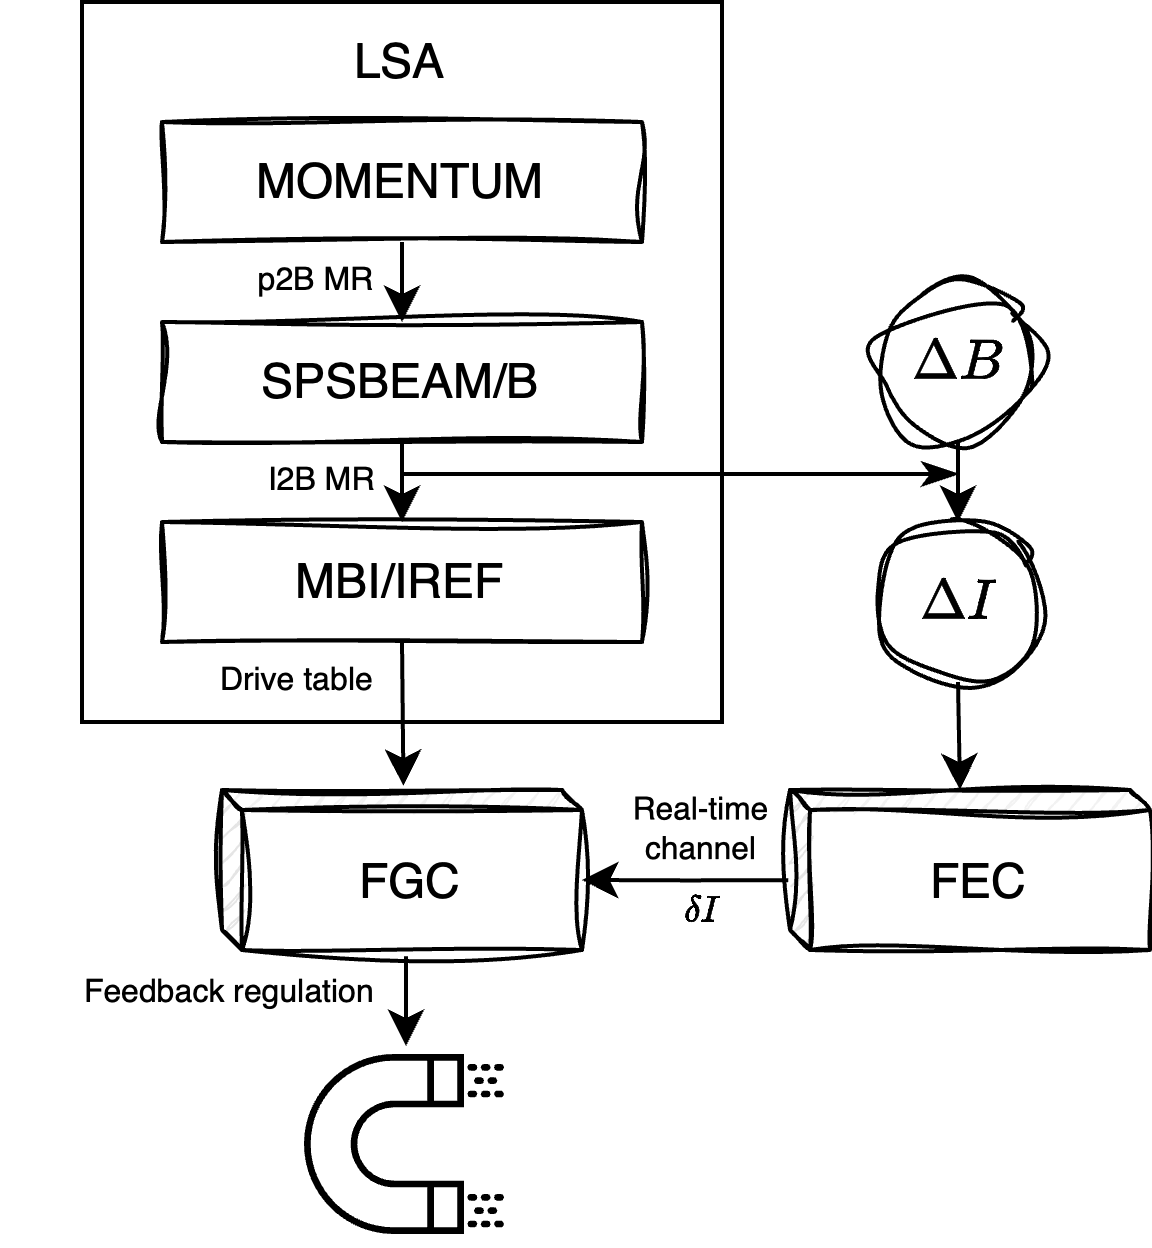 LSA
MOMENTUM
p2B MR
SPSBEAM/B
I2B MR
MBI/IREF
Drive table
ΔB
ΔI
FGC
Real-time
channel
δI
FEC
Feedback regulation